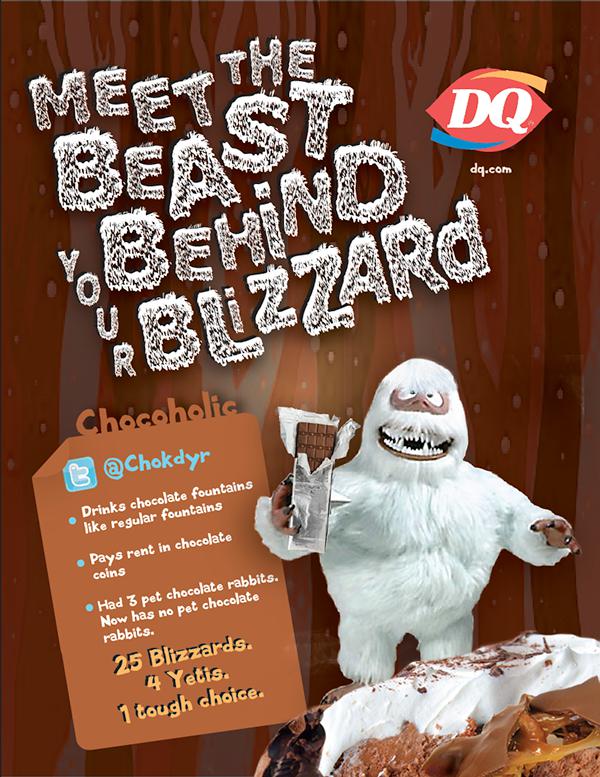 MEET THE
BEAST
BEHIND
YOUR BLiZZARd
DQ
dq.com
Chocoholic
@Chokdyr
Drinks chocolate fountains
like regular fountains
Pays rent in chocolate
coins
Had 3 pet chocolate rabbits.
Now has no pet chocolate
rabbits.
25 Blizzards.
4 Yetis.
1 tough choice.